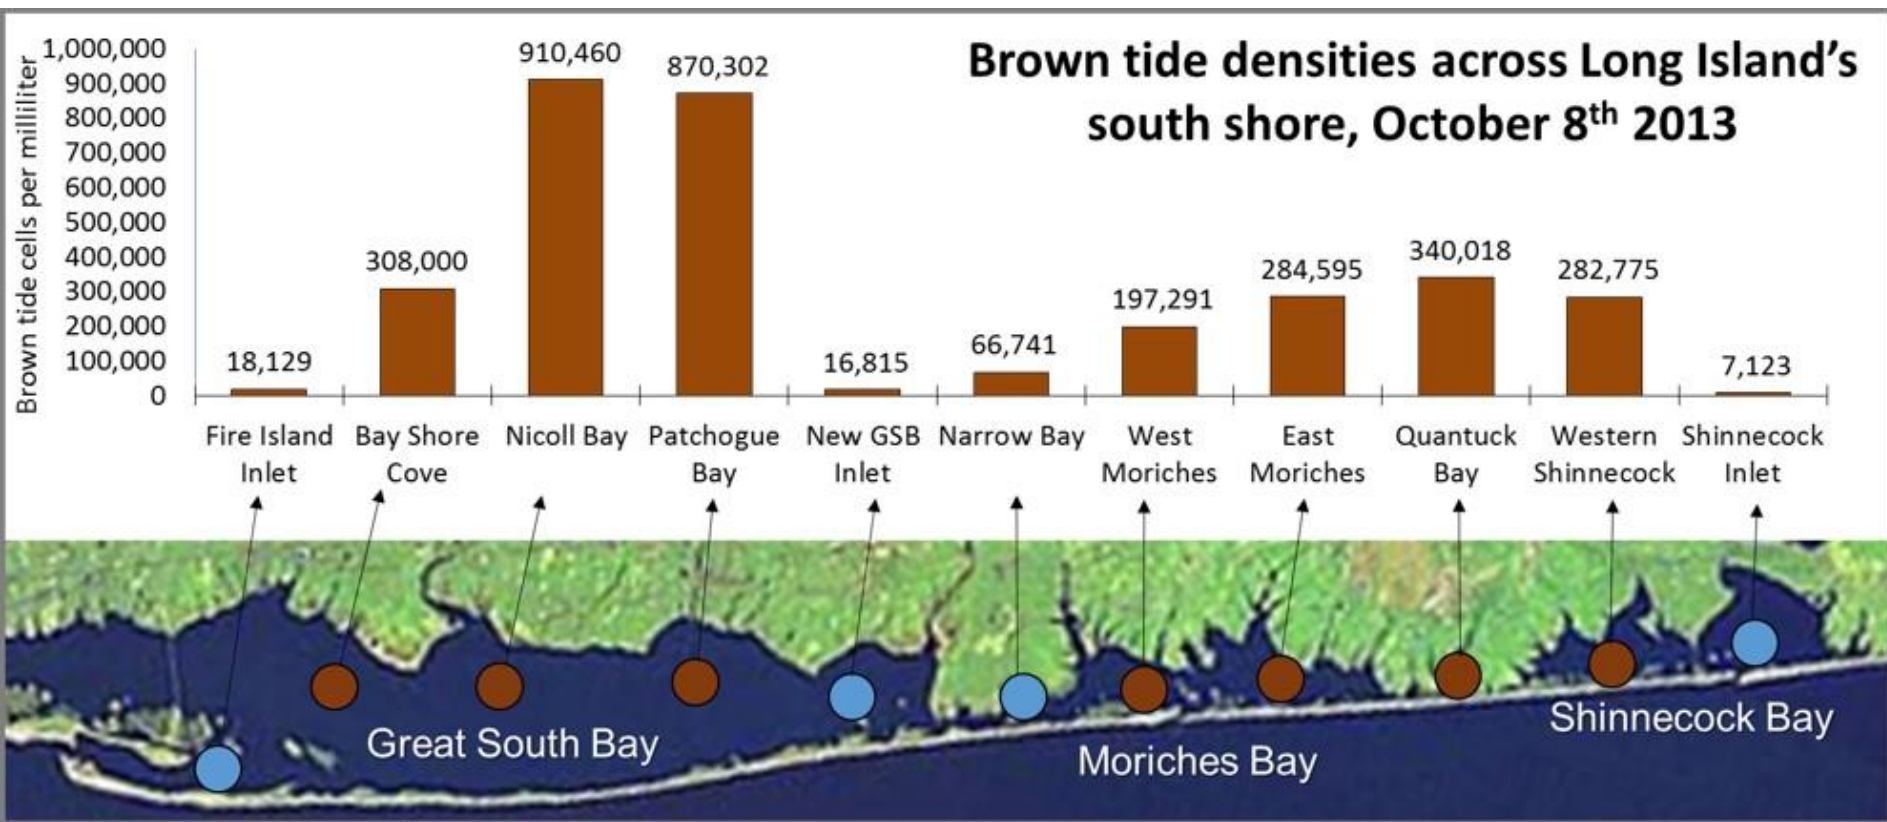 Brown tide densities across Long Island's
south shore, October 8th 2013
Brown tide cells per milliliter
1,000,000
900,000
800,000
700,000
600,000
500,000
400,000
300,000
200,000
100,000
0
18,129
308,000
910,460
870,302
16,815
66,741
197,291
284,595
340,018
282,775
7,123
Fire Island
Inlet
Bay Shore
Cove
Nicoll Bay
Patchogue
Bay
New GSB
Inlet
Narrow Bay
West
Moriches
East
Moriches
Quantuck
Bay
Western
Shinnecock
Shinnecock
Inlet
Great South Bay
Moriches Bay
Shinnecock Bay